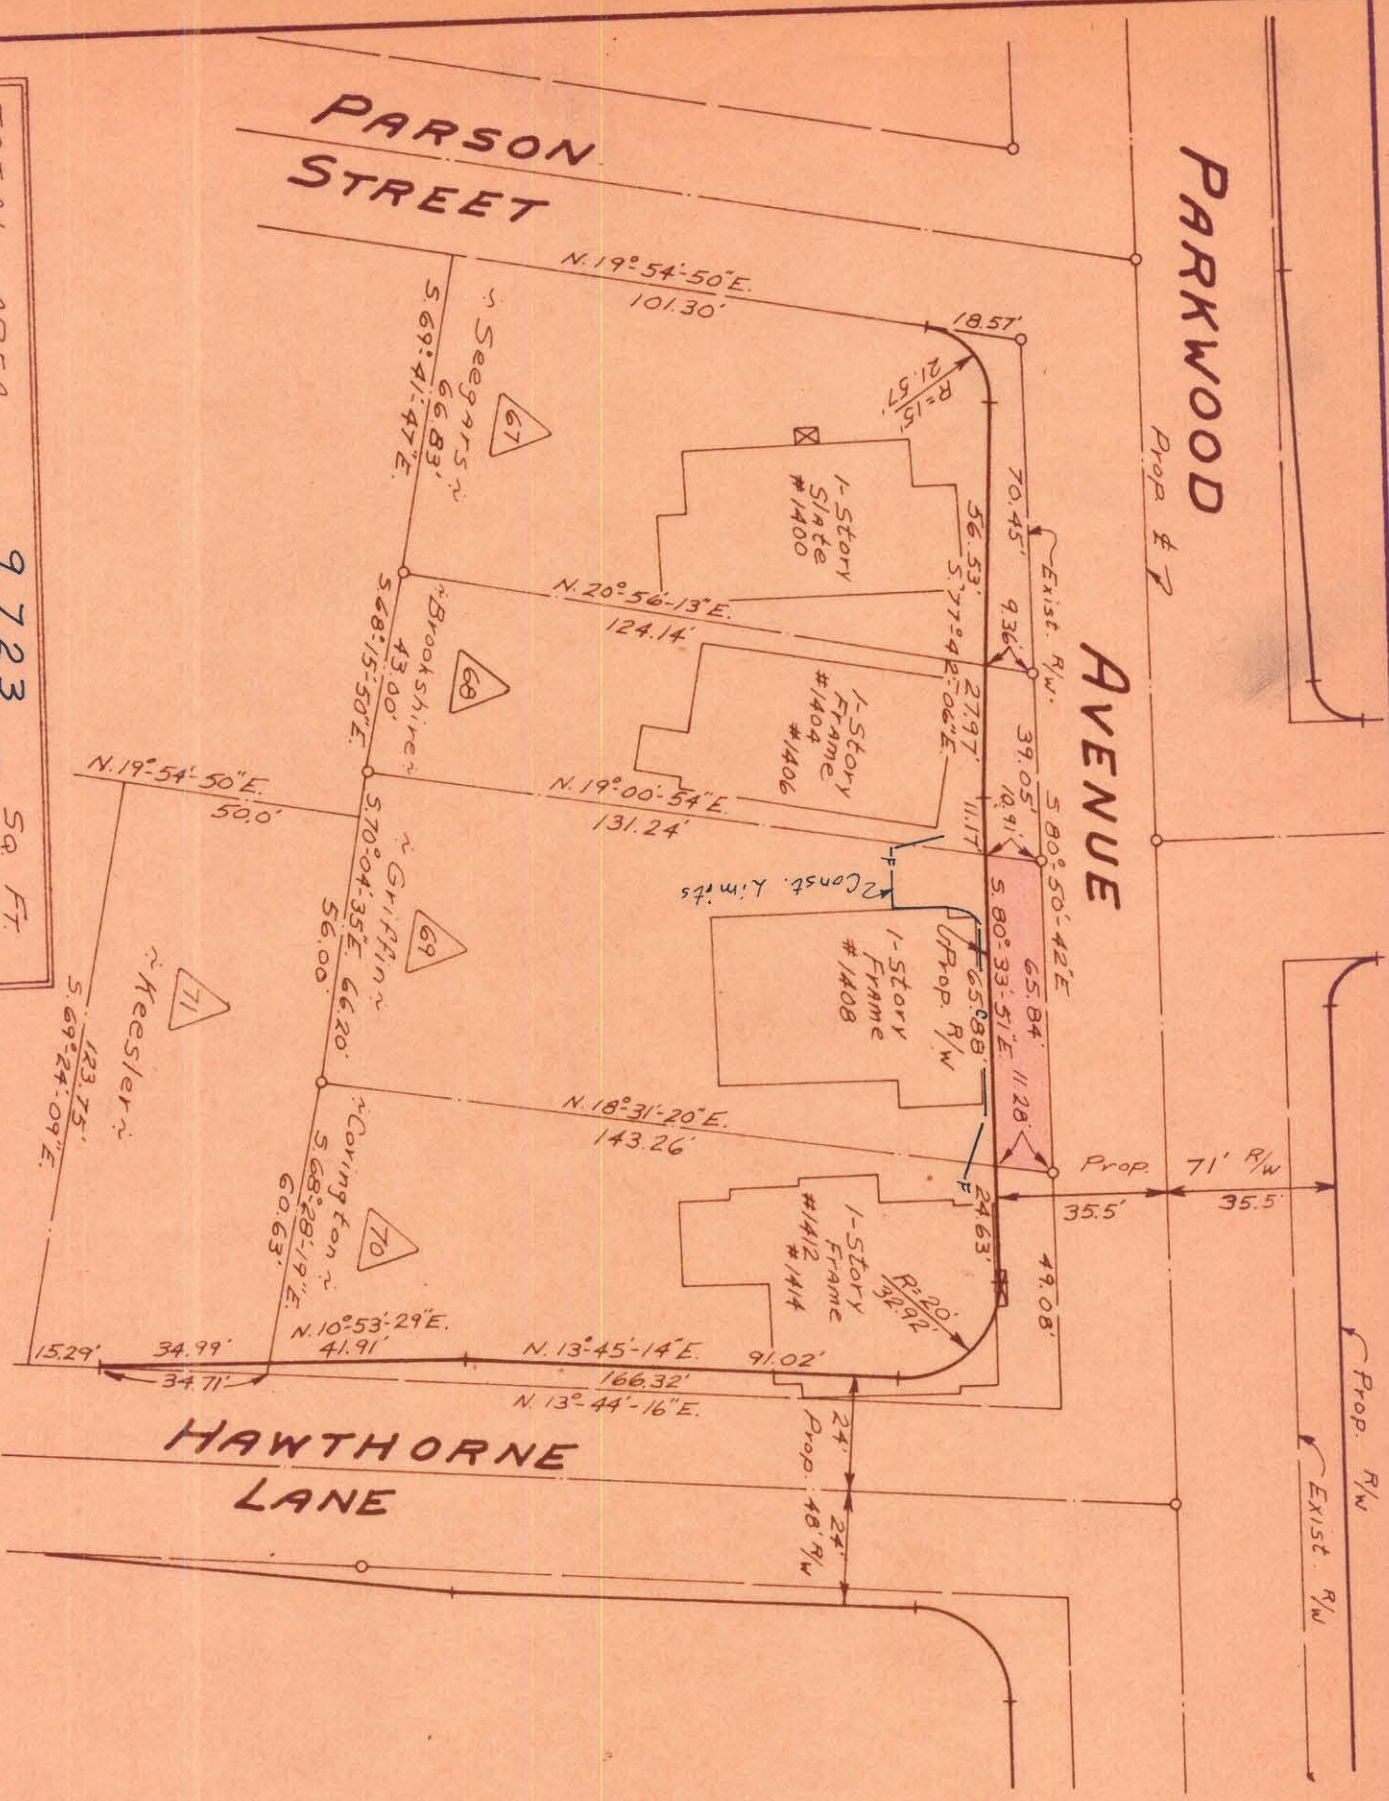 PARKWOOD
AVENUE
Prop ⅊
PARSON
STREET
N.19°-54'-50"E.
101.30'
18.57'
R=15'
21.57'
70.45'
Exist. R/W.
56.53'
S.77°-42'-06"E.
9.36'
S.69°-41'-47"E.
66.83'
~Seegars~
67
1-Story
Slate
#1400
N.20°-56'-13"E.
124.14'
27.97'
39.05'
10.91'
11.17'
S.80°-50'-42"E
S.68°-15'-50"E.
43.00'
~Brookshire~
68
1-Story
Frame
#1404
#1406
N.19°-00'-54"E.
131.24'
Const. Limits
65.84'
S.80°-33'-51"E.
65.88'
11.28'
Prop. R/W
1-Story
Frame
#1408
S.70°-04'-35"E. 66.20'
56.00'
~Griffin~
69
N.19°-54'-50"E.
50.0'
N.18°-31'-20"E.
143.26'
24.63'
49.08'
Prop. 71' R/W
35.5'
35.5'
Prop. R/W
Exist. R/W
S.68°-28'-19"E.
60.63'
~Covington~
70
1-Story
Frame
#1412
#1414
R=20'
32.92'
~Keesler~
71
123.75'
S.69°-24'-09"E.
15.29'
34.99'
34.71'
N.10°-53'-29"E.
41.91'
N.13°-45'-14"E. 91.02'
166.32'
N.13°-44'-16"E.
24'
24'
Prop. 48' R/W
HAWTHORNE
LANE
9723 Sq. Ft.